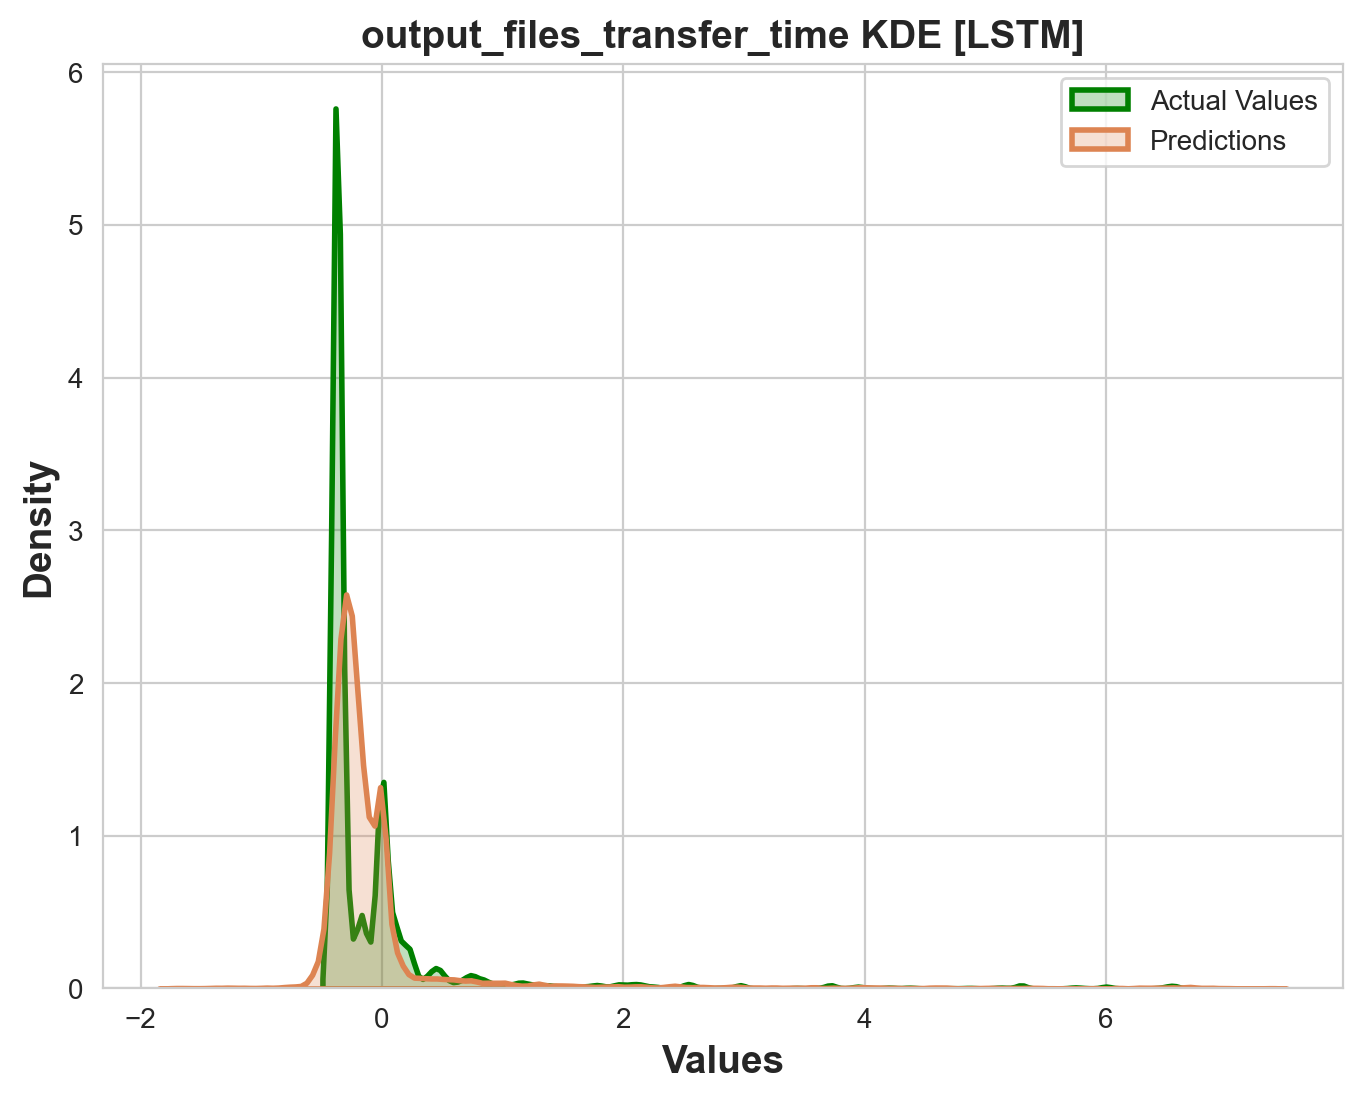 output_files_transfer_time KDE [LSTM]
Actual Values
Predictions
6
5
4
3
2
1
0
Density
−2
0
2
4
6
Values